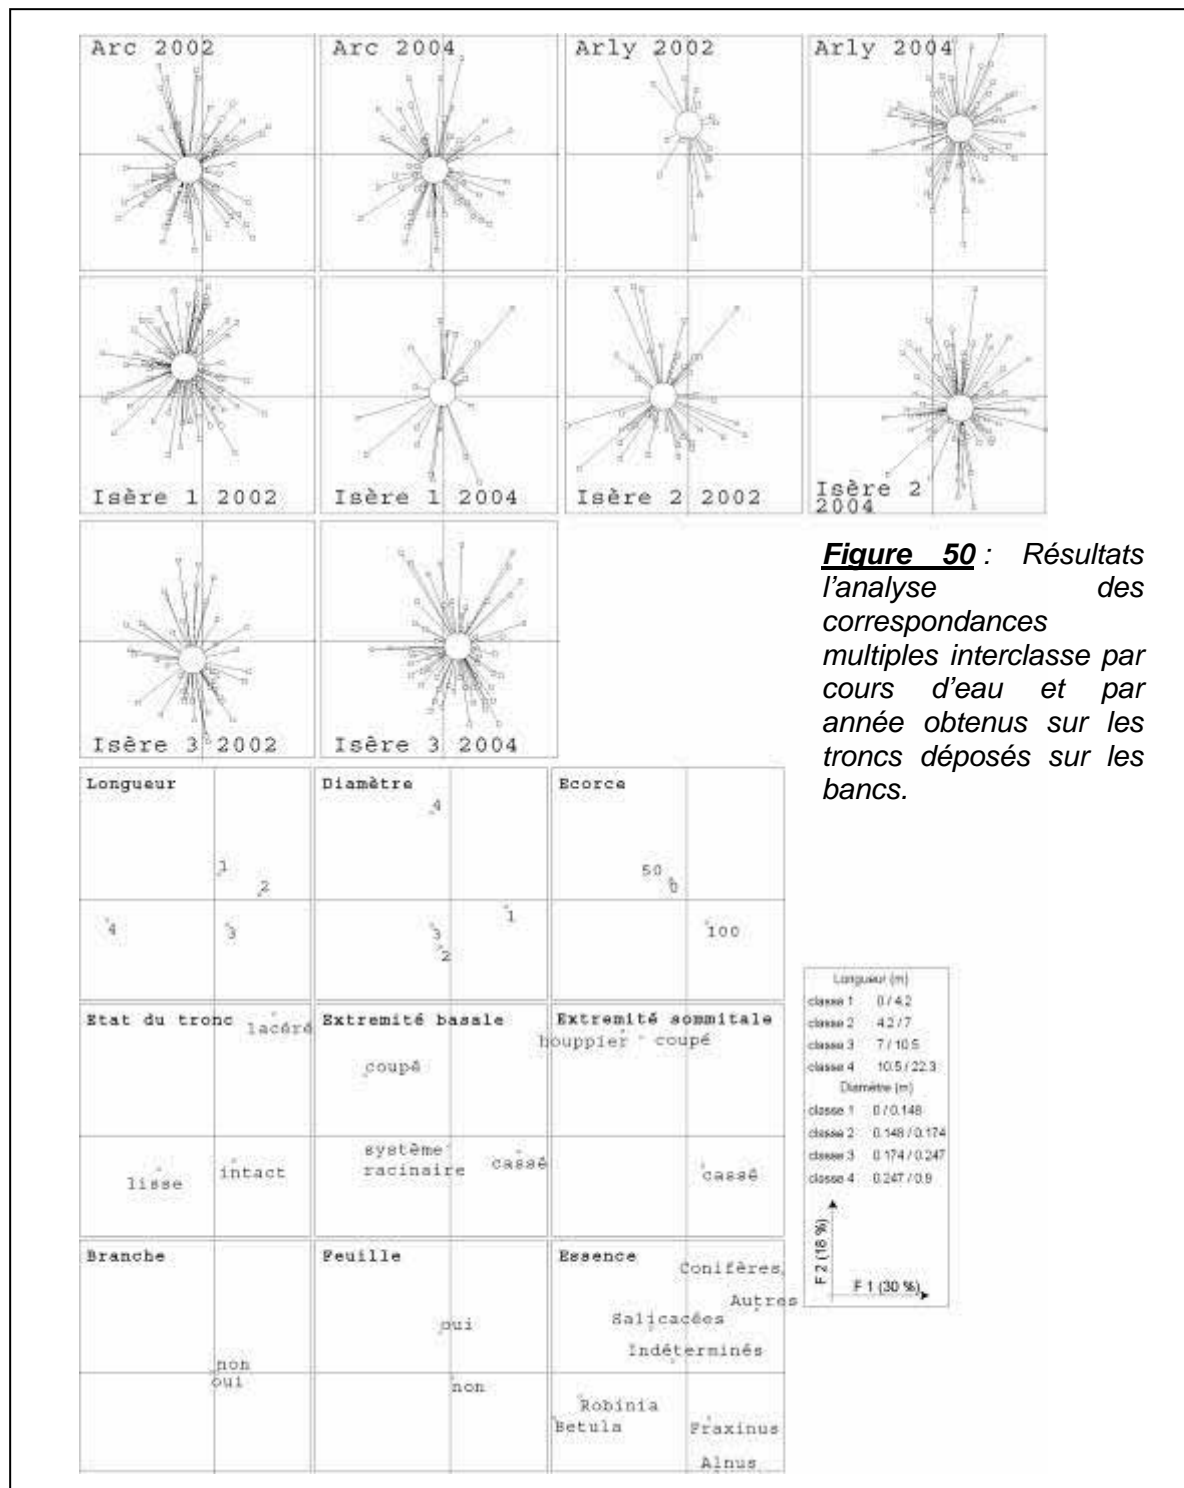 Arc 2002
Arc 2004
Arly 2002
Arly 2004
Isère 1 2002
Isère 1 2004
Isère 2 2002
Isère 2
2004
Isère 3 2002
Isère 3 2004
Figure 50 : Résultats
l'analyse des
correspondances
multiples interclasse par
cours d'eau et par
année obtenus sur les
troncs déposés sur les
bancs.
Longueur
1
2
4
3
Diamètre
4
1
3
2
Ecorce
50
0
100
Etat du tronc
lacéré
lisse
intact
Extremité basale
coupé
système
racinaire
cassé
Extremité sommitale
houppier
coupé
cassé
Branche
non
oui
Feuille
oui
non
Essence
Conifères
Autres
Salicacées
Indéterminés
Robinia
Betula
Fraxinus
Alnus
Longueur (m)
classe 1 0 / 4.2
classe 2 4.2 / 7
classe 3 7 / 10.5
classe 4 10.5 / 22.3
Diamètre (m)
classe 1 0 / 0.148
classe 2 0.148 / 0.174
classe 3 0.174 / 0.247
classe 4 0.247 / 0.9
F 2 (18 %)
F 1 (30 %)